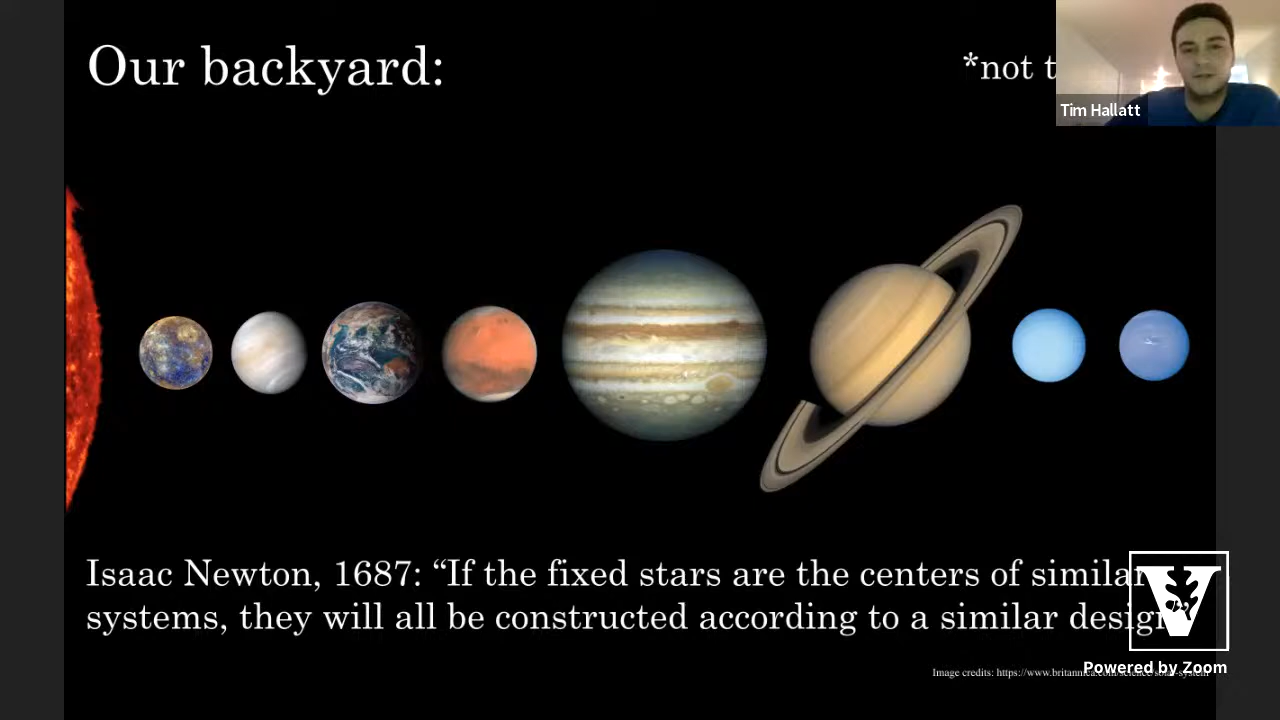 Our backyard:
*not t
Tim Hallatt
Isaac Newton, 1687: “If the fixed stars are the centers of similar
systems, they will all be constructed according to a similar design
V
Powered by Zoom
Image credits: https://www.britannica.com/science/solar-system